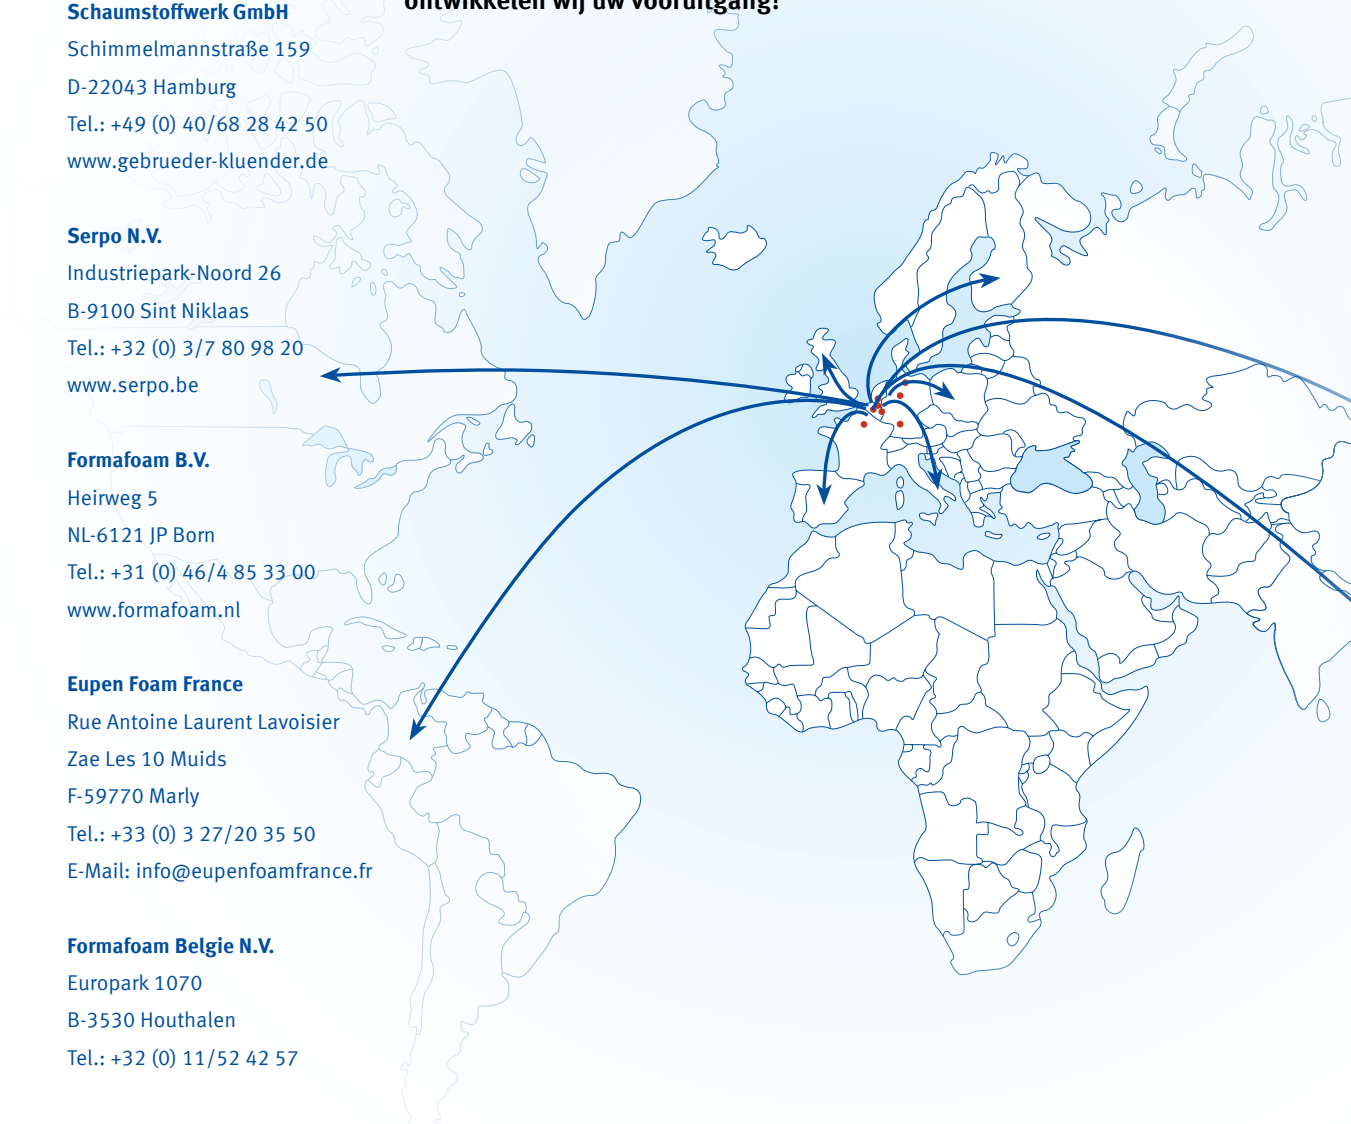 ontwikkelen wij uw vooruitgang!
Schaumstoffwerk GmbH
Schimmelmannstraße 159
D-22043 Hamburg
Tel.: +49 (0) 40/68 28 42 50
www.gebrueder-kluender.de
Serpo N.V.
Industriepark-Noord 26
B-9100 Sint Niklaas
Tel.: +32 (0) 3/7 80 98 20
www.serpo.be
Formafoam B.V.
Heirweg 5
NL-6121 JP Born
Tel.: +31 (0) 46/4 85 33 00
www.formafoam.nl
Eupen Foam France
Rue Antoine Laurent Lavoisier
Zae Les 10 Muids
F-59770 Marly
Tel.: +33 (0) 3 27/20 35 50
E-Mail: info@eupenfoamfrance.fr
Formafoam Belgie N.V.
Europark 1070
B-3530 Houthalen
Tel.: +32 (0) 11/52 42 57